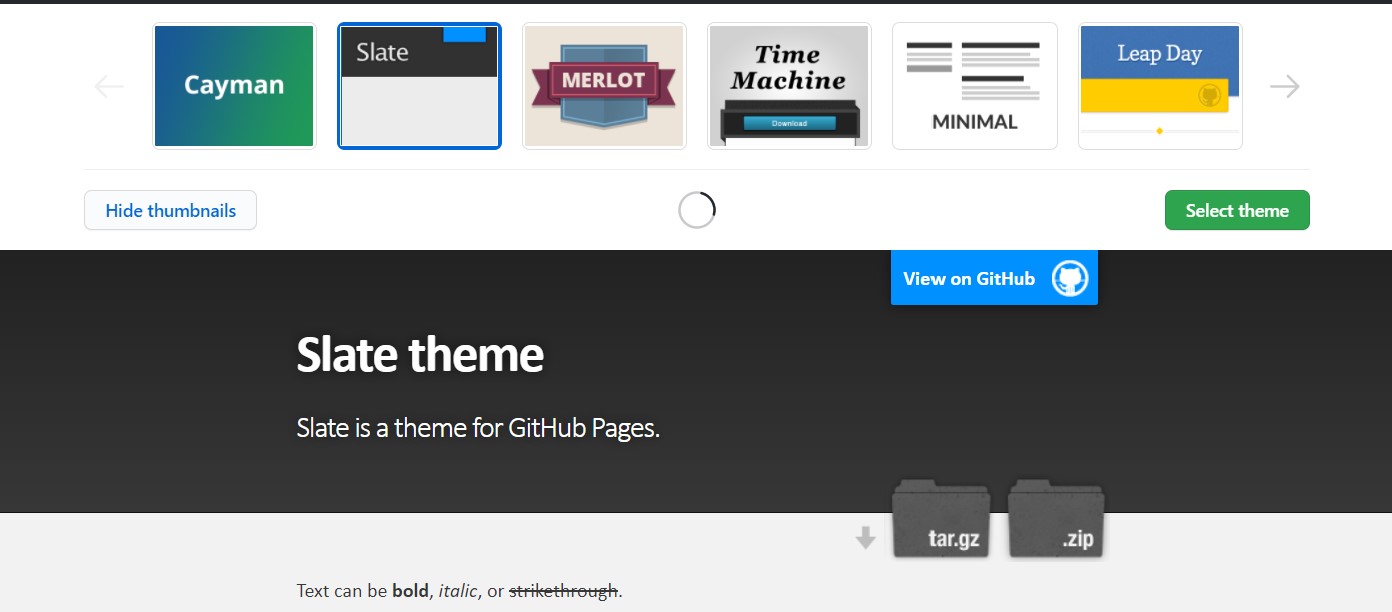 Cayman
Slate
MERLOT
Time
Machine
Download
MINIMAL
Leap Day
Hide thumbnails
Select theme
View on GitHub
Slate theme
Slate is a theme for GitHub Pages.
tar.gz
.zip
Text can be bold, italic, or strikethrough.